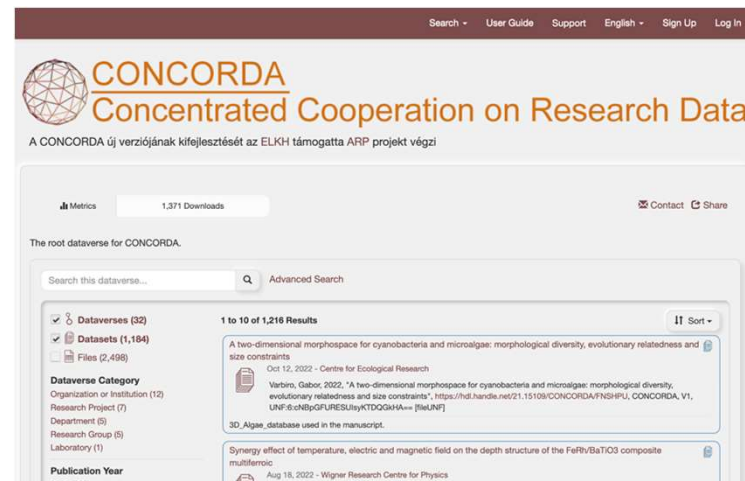 Search User Guide Support English Sign Up Log In
CONCORDA
Concentrated Cooperation on Research Data
A CONCORDA új verziójának kifejlesztését az ELKH támogatta ARP projekt végzi
Metrics 1,371 Downloads Contact Share
The root dataverse for CONCORDA.
Search this dataverse... Advanced Search
Dataverses (32)
Datasets (1,184)
Files (2,498)
Dataverse Category
Organization or Institution (12)
Research Project (7)
Department (5)
Research Group (5)
Laboratory (1)
Publication Year
1 to 10 of 1,216 Results Sort
A two-dimensional morphospace for cyanobacteria and microalgae: morphological diversity, evolutionary relatedness and
size constraints
Oct 12, 2022 - Centre for Ecological Research
Varbiro, Gabor, 2022, "A two-dimensional morphospace for cyanobacteria and microalgae: morphological diversity,
evolutionary relatedness and size constraints", https://hdl.handle.net/21.15109/CONCORDA/FNSHPU, CONCORDA, V1,
[fileUNF]
3D_Algae_database used in the manuscript.
Synergy effect of temperature, electric and magnetic field on the depth structure of the FeRh/BaTiO3 composite
multiferroic
Aug 18, 2022 - Wigner Research Centre for Physics